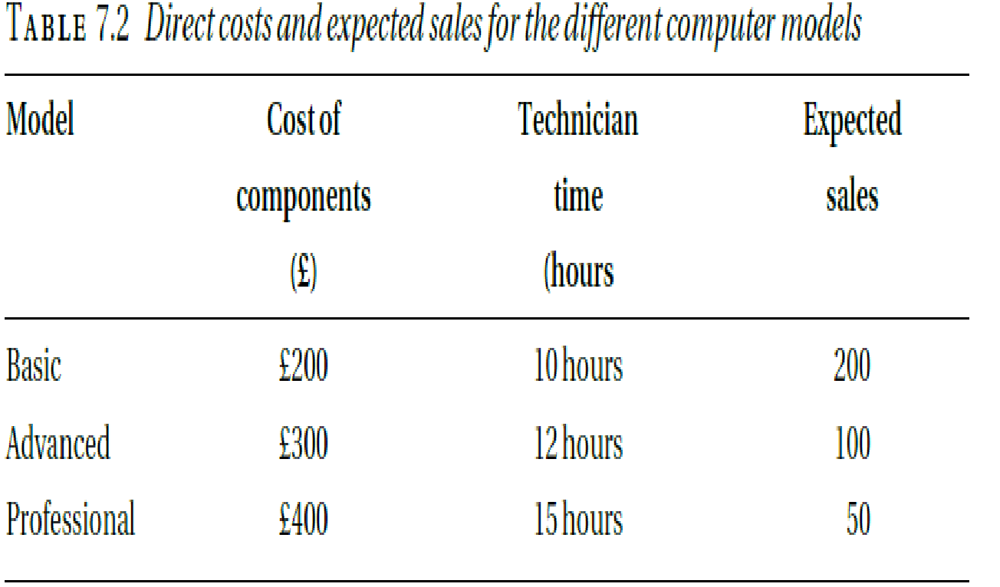 TABLE 7.2 Direct costs and expected sales for the different computer models
Model Cost of Technician Expected
components time sales
(£) (hours
Basic £200 10 hours 200
Advanced £300 12 hours 100
Professional £400 15 hours 50